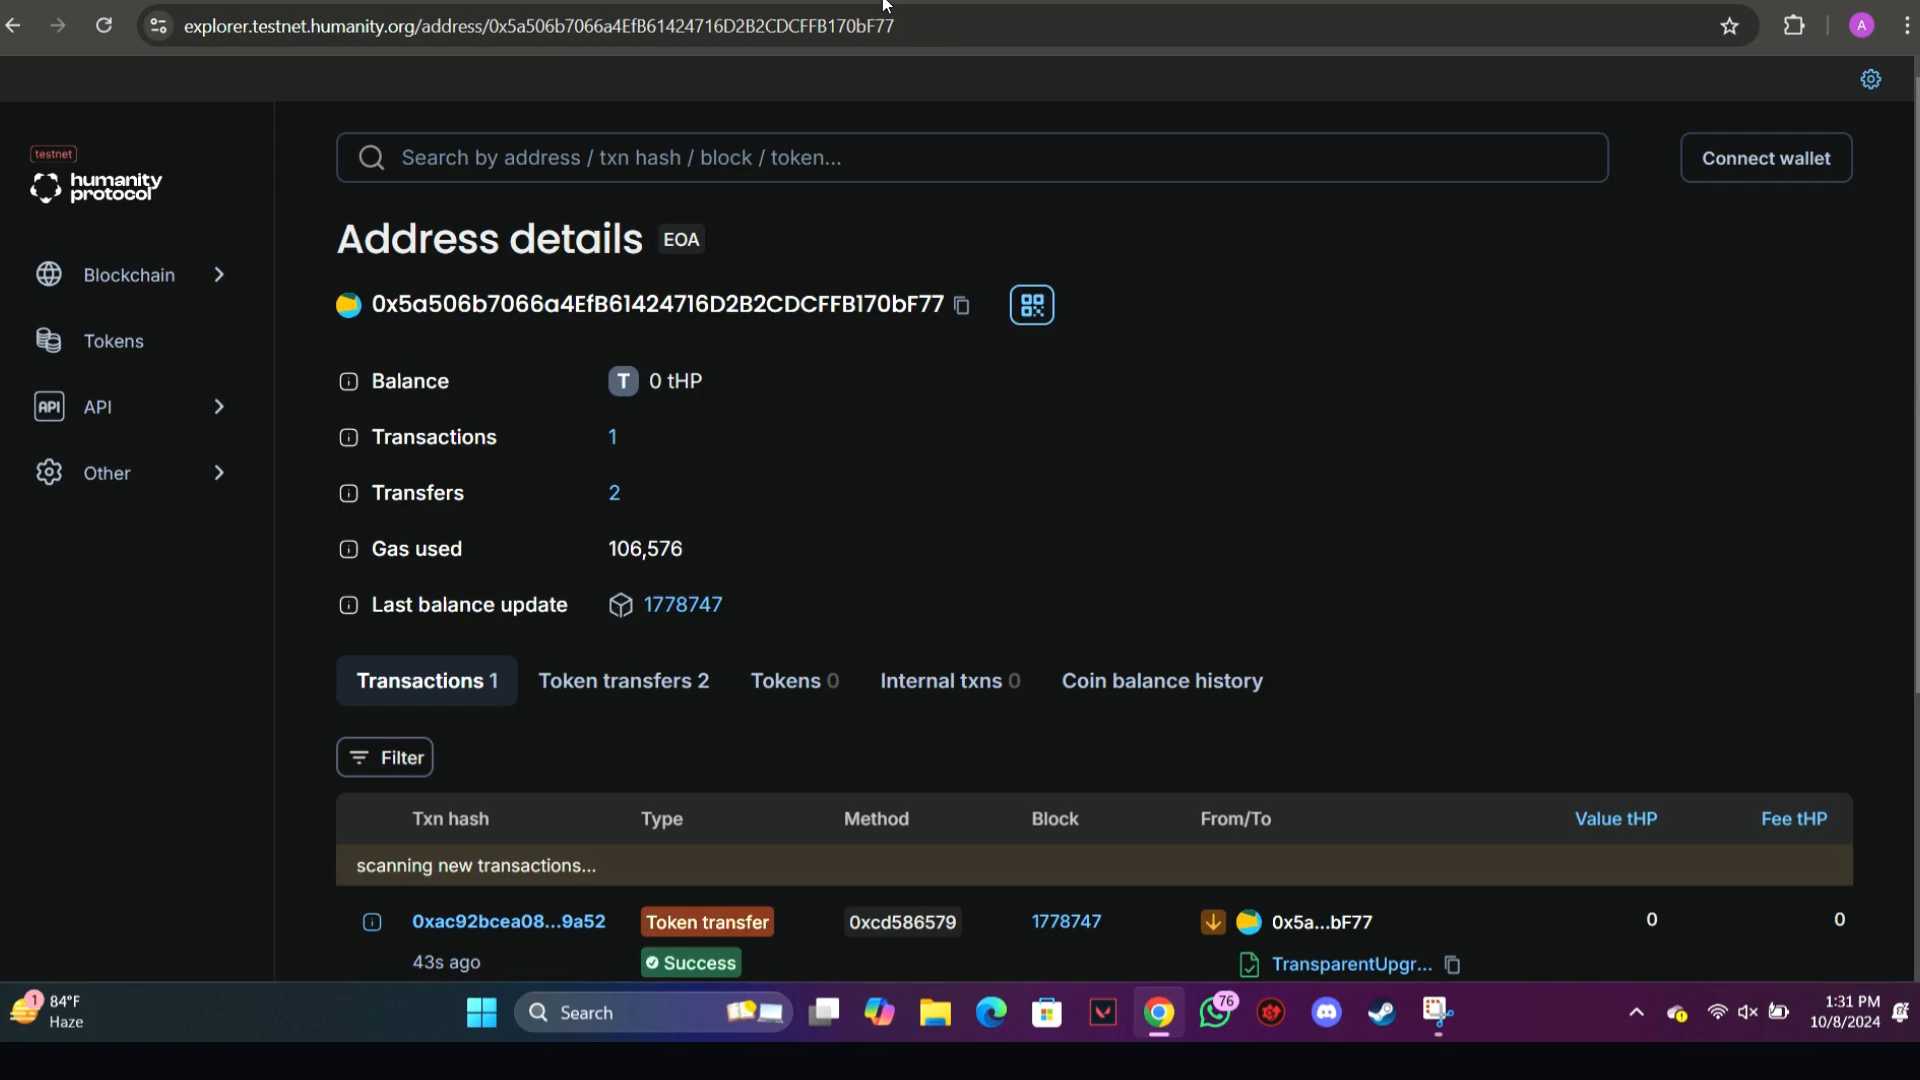 explorer.testnet.humanity.org/address/0x5a506b7066a4EfB61424716D2B2CDCFFB170bF77
A
testnet
humanity
protocol
Search by address / txn hash / block / token...
Connect wallet
Blockchain
Tokens
API API
Other
Address details EOA
0x5a506b7066a4EfB61424716D2B2CDCFFB170bF77
Balance T 0 tHP
Transactions 1
Transfers 2
Gas used 106,576
Last balance update 1778747
Transactions 1 Token transfers 2 Tokens 0 Internal txns 0 Coin balance history
Filter
Txn hash Type Method Block From/To Value tHP Fee tHP
scanning new transactions...
0xac92bcea08...9a52 Token transfer 0xcd586579 1778747 0x5a...bF77 0 0
43s ago Success TransparentUpgr...
1 84°F
Haze
Search
76
1:31 PM
10/8/2024